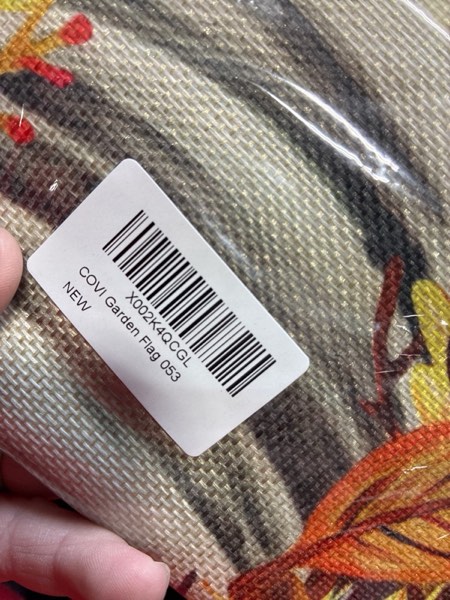 X002K4QCGL
COVI Garden Flag 053
NEW